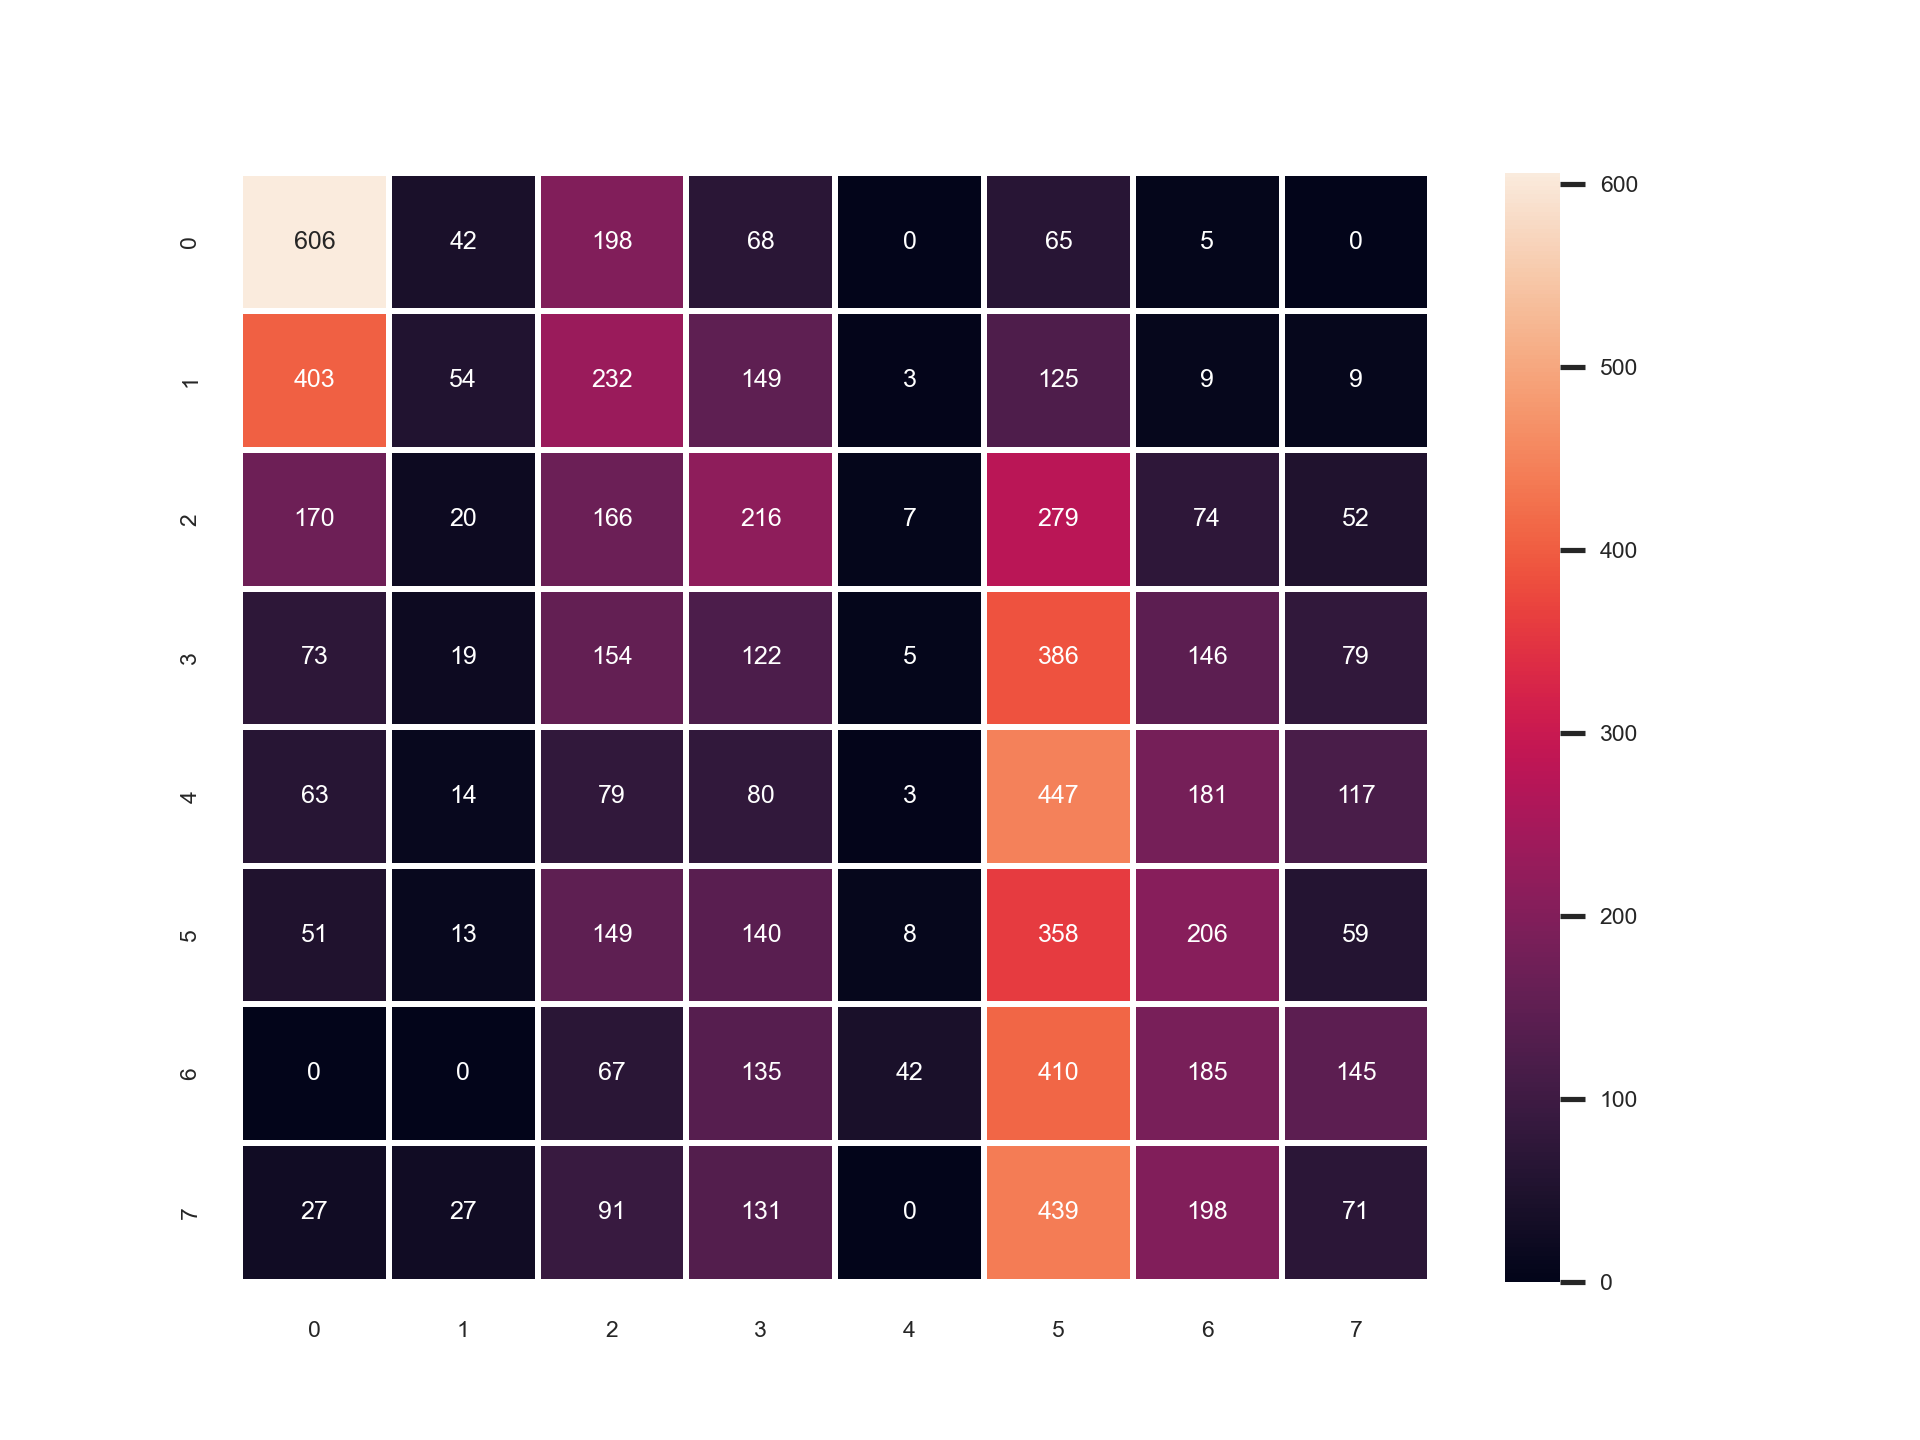 0 606 42 198 68 0 65 5 0
1 403 54 232 149 3 125 9 9
2 170 20 166 216 7 279 74 52
3 73 19 154 122 5 386 146 79
4 63 14 79 80 3 447 181 117
5 51 13 149 140 8 358 206 59
6 0 0 67 135 42 410 185 145
7 27 27 91 131 0 439 198 71
0 1 2 3 4 5 6 7
600
500
400
300
200
100
0